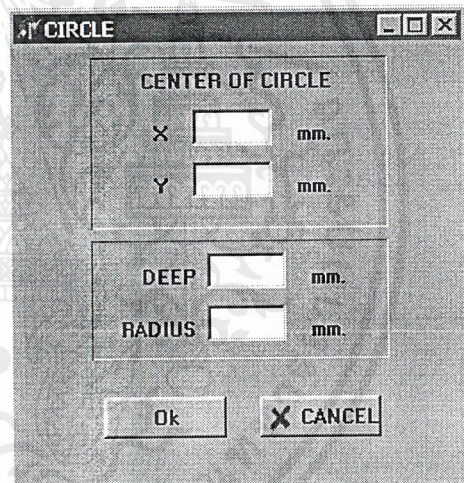 CIRCLE
CENTER OF CIRCLE
X mm.
Y mm.
DEEP mm.
RADIUS mm.
Ok X CANCEL